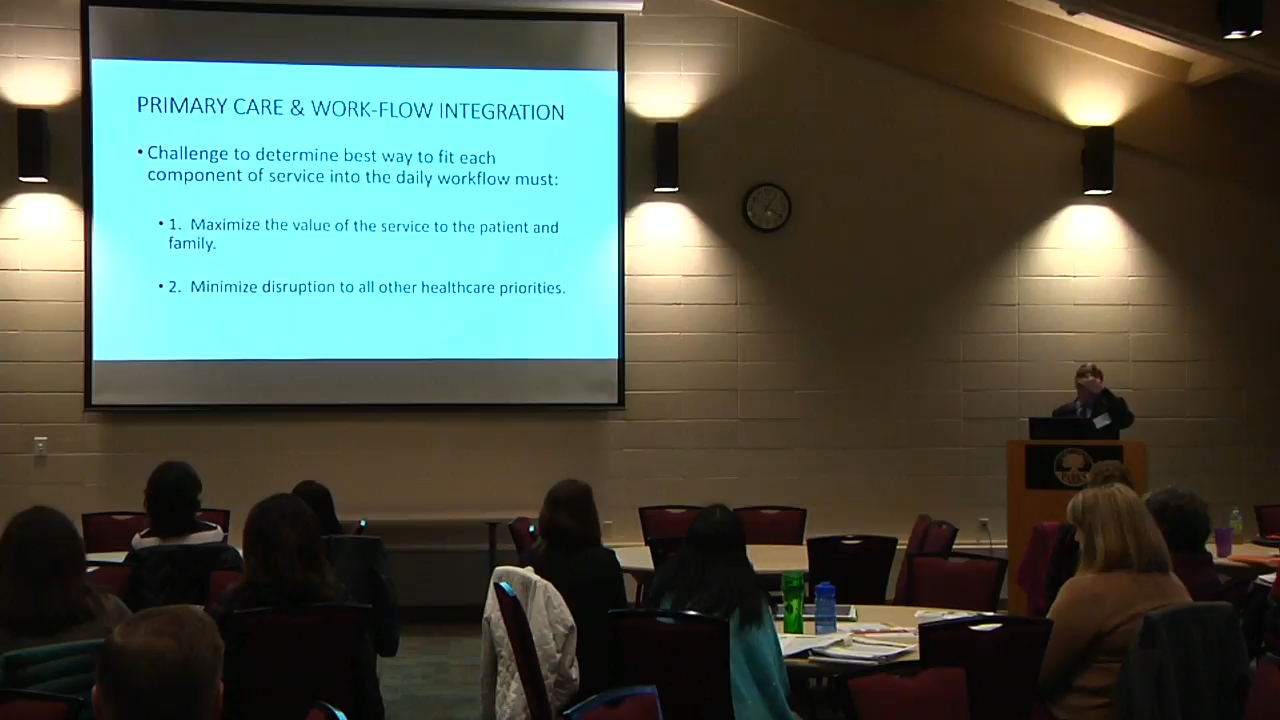 PRIMARY CARE & WORK-FLOW INTEGRATION
• Challenge to determine best way to fit each
component of service into the daily workflow must:
• 1. Maximize the value of the service to the patient and
family.
• 2. Minimize disruption to all other healthcare priorities.
PARKS